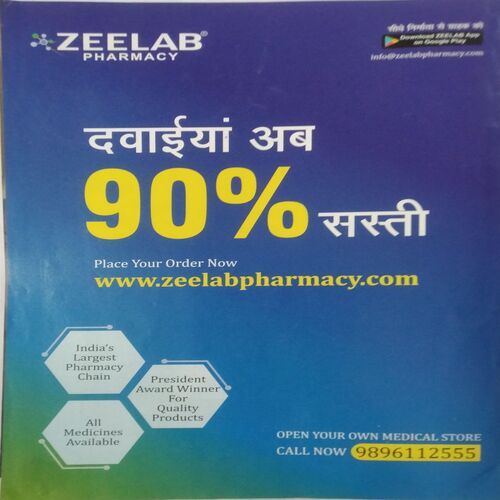 ZEELAB®
PHARMACY
सीधे निर्माता से ग्राहक को
Download ZEELAB App
on Google Play
info@zeelabpharmacy.com
दवाईयां अब
90% सस्ती
Place Your Order Now
www.zeelabpharmacy.com
India's
Largest
Pharmacy
Chain
President
Award Winner
For
Quality
Products
All
Medicines
Available
OPEN YOUR OWN MEDICAL STORE
CALL NOW 9896112555